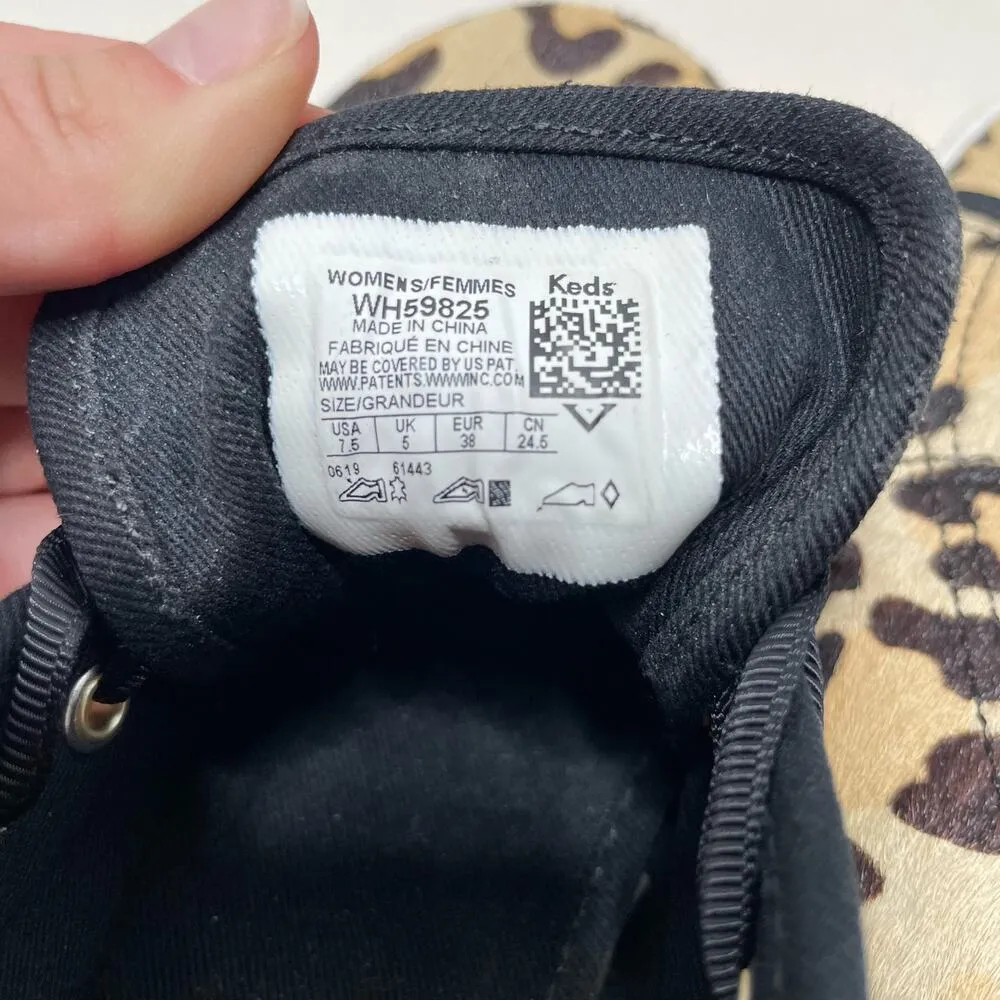 WOMENS/FEMMES
WH59825
MADE IN CHINA
FABRIQUÉ EN CHINE
MAY BE COVERED BY US PAT.
WWW.PATENTS.WWWINC.COM
Keds
SIZE/GRANDEUR
USA UK EUR CN
7.5 5 38 24.5
0619 61443